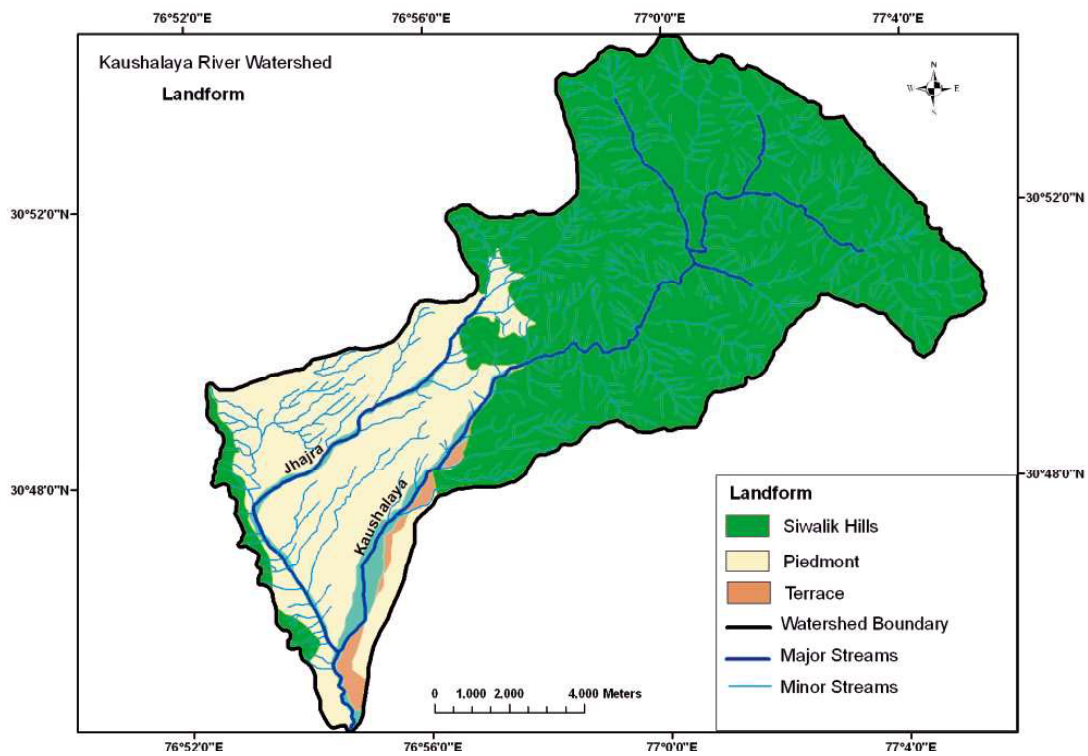 76°52'0"E 76°56'0"E 77°0'0"E 77°4'0"E
Kaushalaya River Watershed
Landform
N
W E
S
30°52'0"N 30°52'0"N
Jhajra
Kaushalaya
30°48'0"N 30°48'0"N
Landform
Siwalik Hills
Piedmont
Terrace
Watershed Boundary
Major Streams
Minor Streams
0 1,000 2,000 4,000 Meters
76°52'0"E 76°56'0"E 77°0'0"E 77°4'0"E